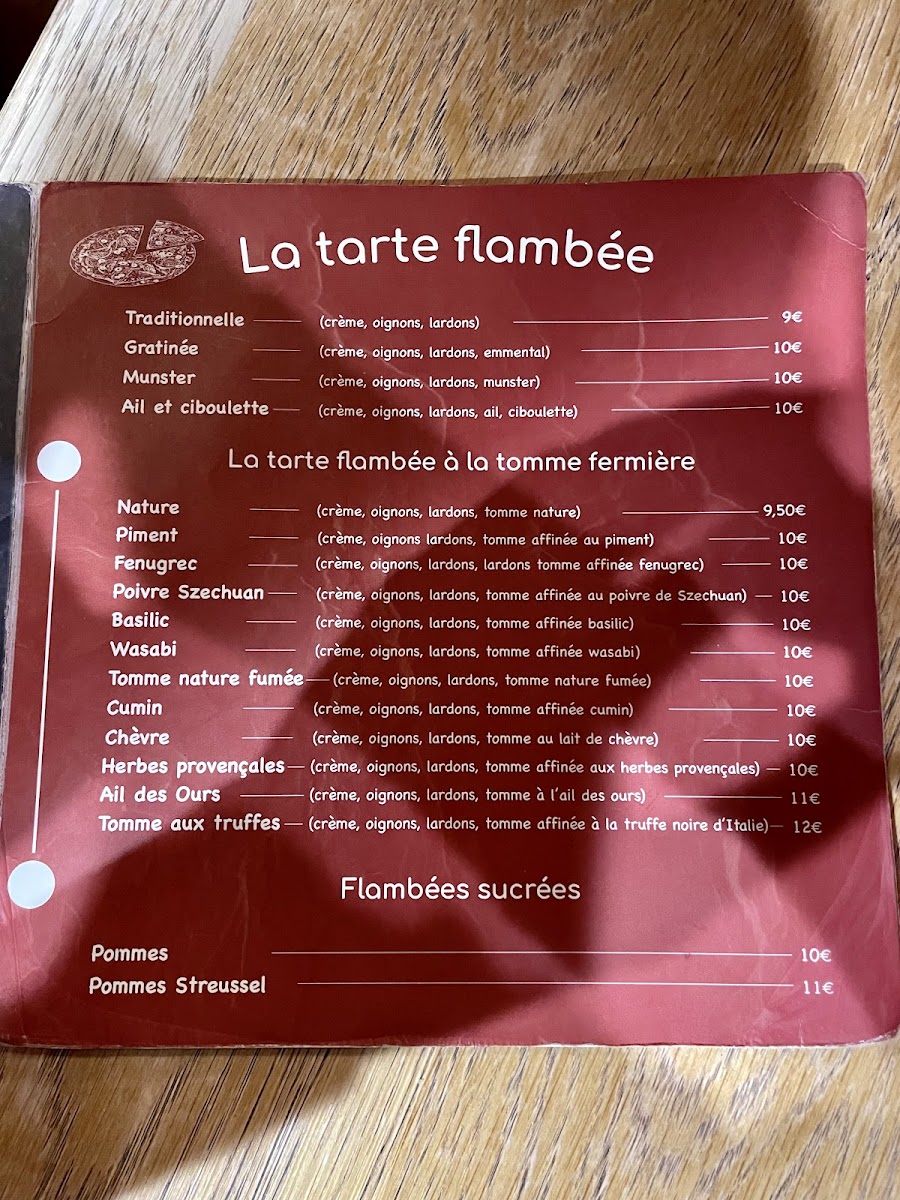 La tarte flambée
Traditionnelle (crème, oignons, lardons) 9€
Gratinée (crème, oignons, lardons, emmental) 10€
Munster (crème, oignons, lardons, munster) 10€
Ail et ciboulette (crème, oignons, lardons, ail, ciboulette) 10€
La tarte flambée à la tomme fermière
Nature (crème, oignons, lardons, tomme nature) 9,50€
Piment (crème, oignons lardons, tomme affinée au piment) 10€
Fenugrec (crème, oignons, lardons, lardons tomme affinée fenugrec) 10€
Poivre Szechuan (crème, oignons, lardons, tomme affinée au poivre de Szechuan) 10€
Basilic (crème, oignons, lardons, tomme affinée basilic) 10€
Wasabi (crème, oignons, lardons, tomme affinée wasabi) 10€
Tomme nature fumée (crème, oignons, lardons, tomme nature fumée) 10€
Cumin (crème, oignons, lardons, tomme affinée cumin) 10€
Chèvre (crème, oignons, lardons, tomme au lait de chèvre) 10€
Herbes provençales (crème, oignons, lardons, tomme affinée aux herbes provençales) 10€
Ail des Ours (crème, oignons, lardons, tomme à l'ail des ours) 11€
Tomme aux truffes (crème, oignons, lardons, tomme affinée à la truffe noire d'Italie) 12€
Flambées sucrées
Pommes 10€
Pommes Streussel 11€